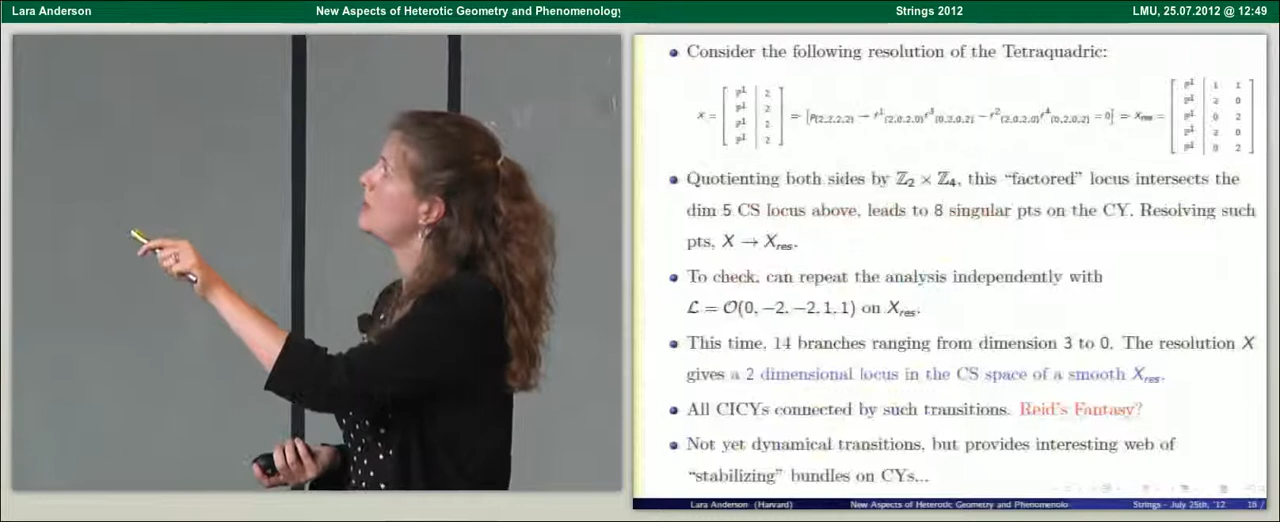 Lara Anderson New Aspects of Heterotic Geometry and Phenomenology Strings 2012 LMU, 25.07.2012 @ 12:49
Consider the following resolution of the Tetraquadric:
Quotienting both sides by ℤ₂ × ℤ₄, this "factored" locus intersects the
dim 5 CS locus above, leads to 8 singular pts on the CY. Resolving such
pts, X → X_res.
To check, can repeat the analysis independently with
ℒ = 𝒪(0, −2, −2, 1, 1) on X_res.
This time, 14 branches ranging from dimension 3 to 0. The resolution X
gives a 2 dimensional locus in the CS space of a smooth X_res.
All CICYs connected by such transitions. Reid's Fantasy?
Not yet dynamical transitions, but provides interesting web of
"stabilizing" bundles on CYs...
Lara Anderson (Harvard) New Aspects of Heterotic Geometry and Phenomenolo Strings - July 25th, '12 18 /